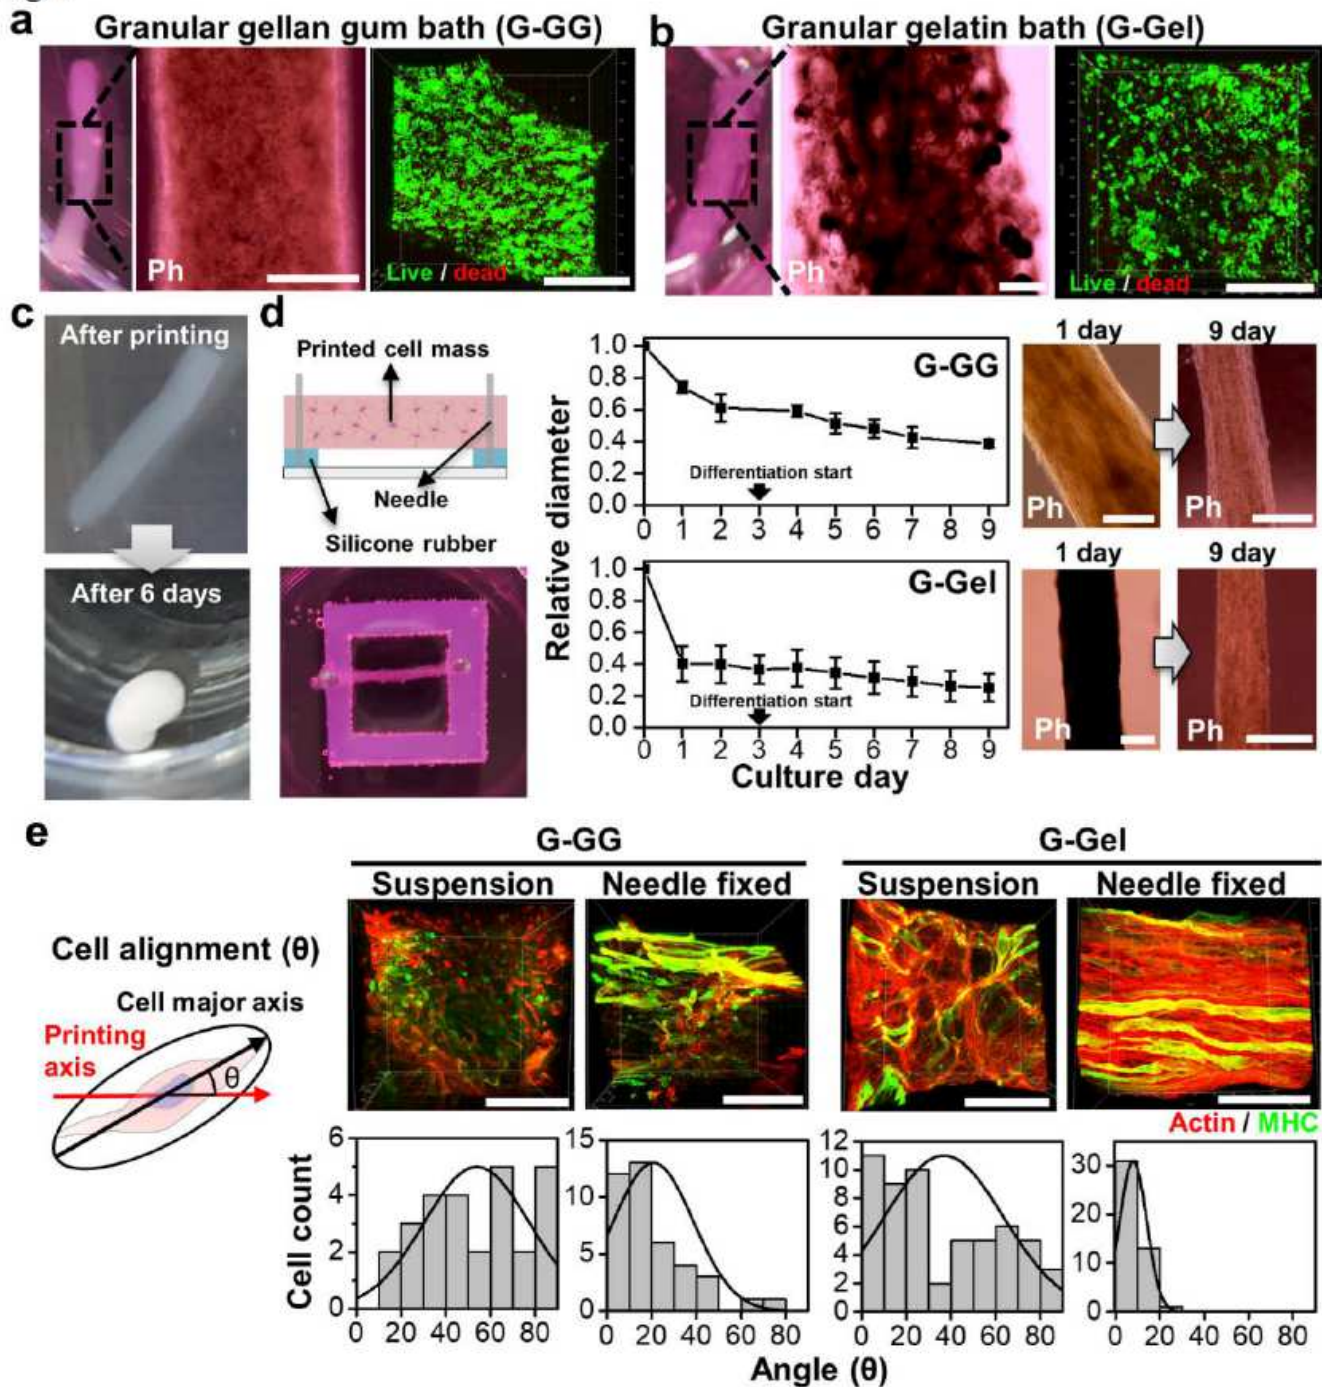 a
Granular gellan gum bath (G-GG)
Ph
Live / dead
b
Granular gelatin bath (G-Gel)
Ph
Live / dead
c
After printing
After 6 days
d
Printed cell mass
Needle
Silicone rubber
Relative diameter
1.0
0.8
0.6
0.4
0.2
0.0
G-GG
Differentiation start
0 1 2 3 4 5 6 7 8 9
1.0
0.8
0.6
0.4
0.2
0.0
G-Gel
Differentiation start
0 1 2 3 4 5 6 7 8 9
Culture day
1 day
9 day
Ph
Ph
1 day
9 day
Ph
Ph
e
Cell alignment (θ)
Cell major axis
Printing
axis
θ
G-GG
G-Gel
Suspension
Needle fixed
Suspension
Needle fixed
Actin / MHC
Cell count
6
4
2
0
0 20 40 60 80
15
10
5
0
0 20 40 60 80
12
10
8
6
4
2
0
0 20 40 60 80
30
20
10
0
0 20 40 60 80
Angle (θ)